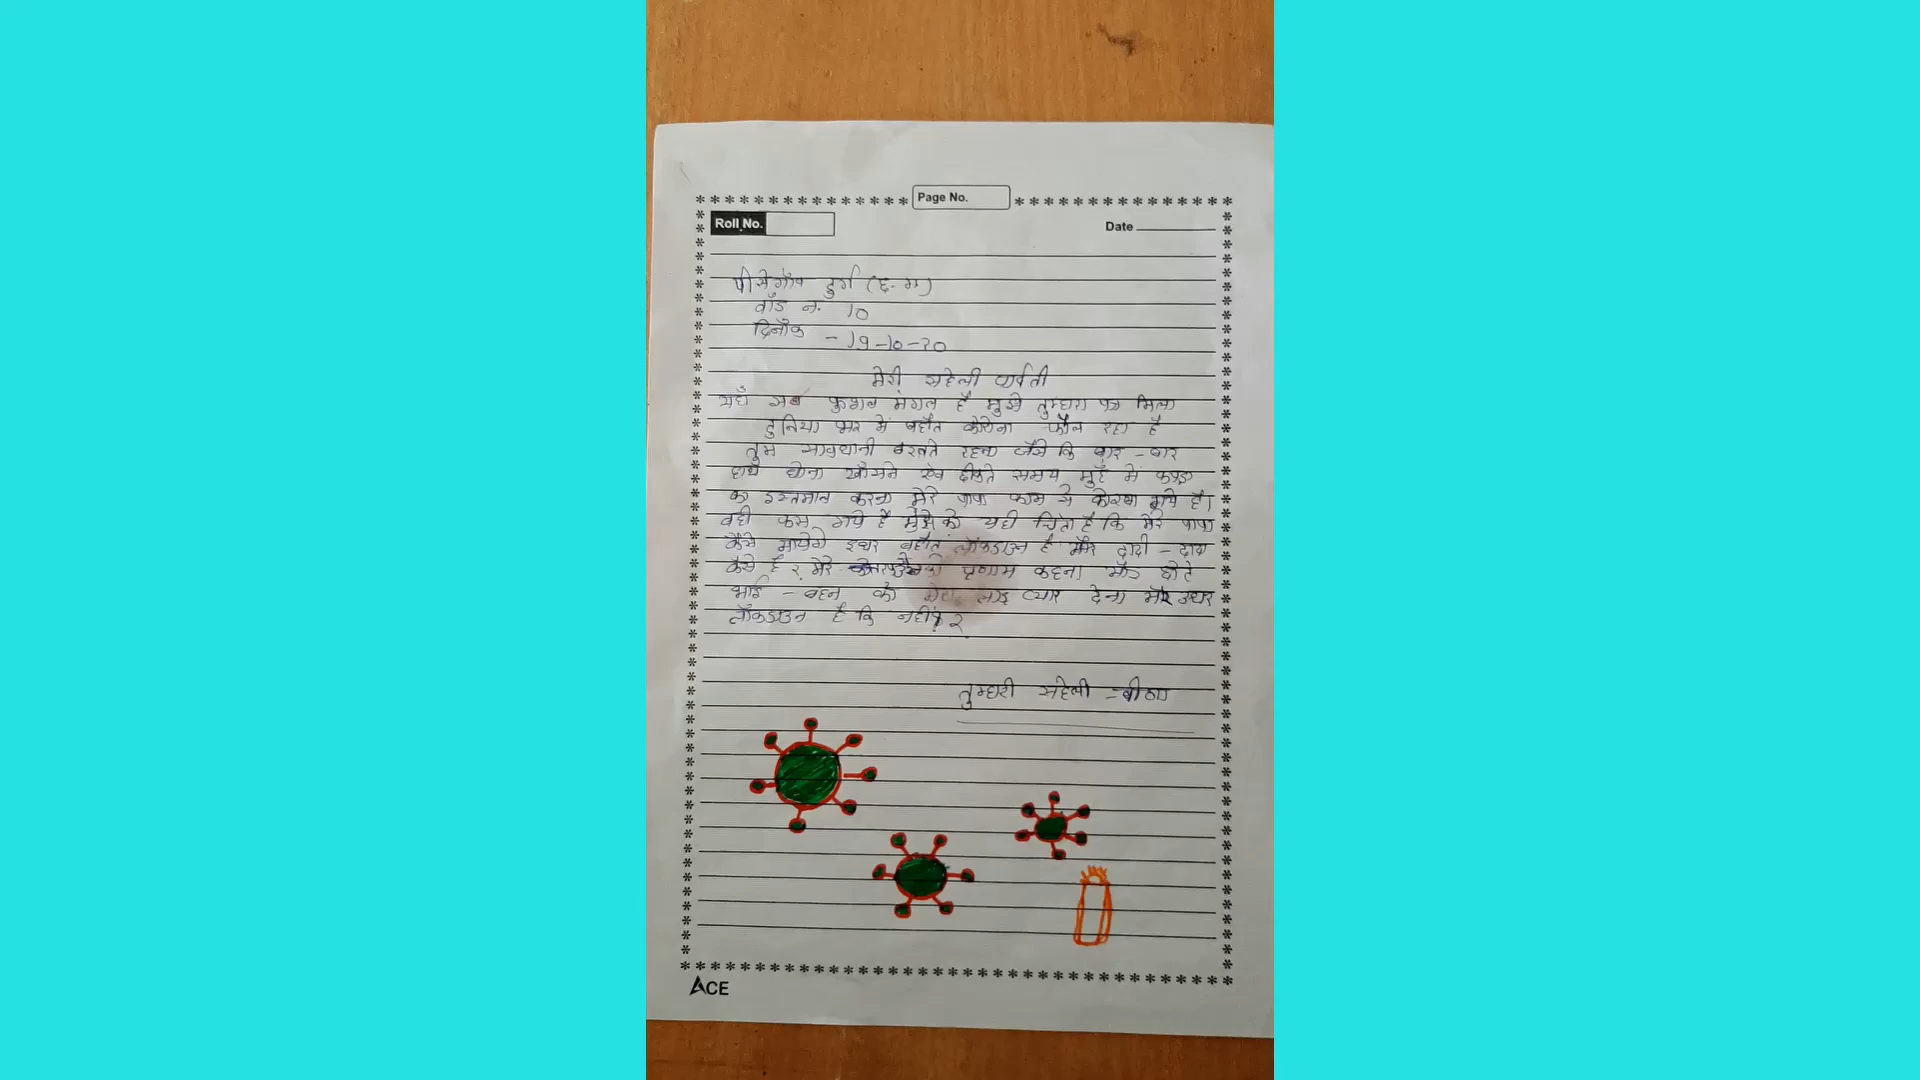 Page No.
Roll No.
Date
पीसेगाँव दुर्ग (छ.ग)
वाँड न. 10
दिनाँक - 19-10-20
मेरी सहेली पार्वती
यहाँ सब कुशल मंगल है मुझे तुम्हारा पत्र मिला
दुनिया भर में बहौत कोरोना फैल रहा है
तुम सावधानी बरतते रहना जैसे कि बार - बार
हाथ धोना खाँसते एव छीकते समय मुहँ में कपड़ा
का इस्तमाल करना मेरे पापा काम से कोरबा गये है।
वही फस गये है मुझे को यही चिंता है कि मेरे पापा
कैसे आयेगे इधर बहौत लॉकडाउन है और दादी - दादा
कैसे है ? मेरे प्रणाम कहना और छोटे
भाई - बहन को मेरा लाड प्यार देना और उधर
लॉकडाउन है कि नहीं ?
तुम्हारी सहेली -
ACE